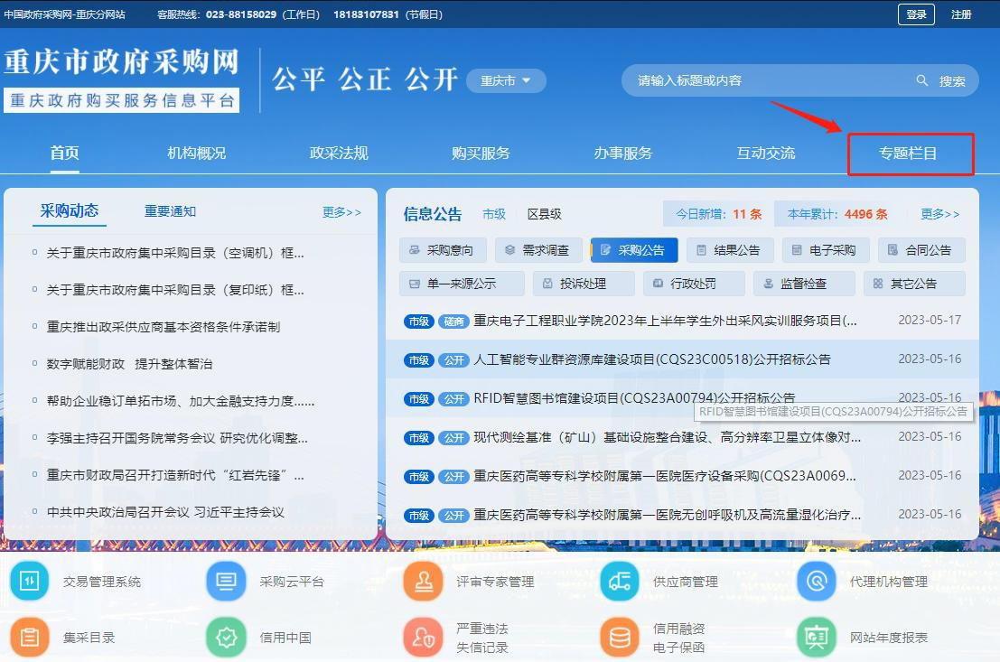 中国政府采购网-重庆分网站 客服热线：023-88158029（工作日） 18183107831（节假日） 登录 注册
重庆市政府采购网
重庆政府购买服务信息平台
公平 公正 公开
重庆市
请输入标题或内容
搜索
首页 机构概况 政采法规 购买服务 办事服务 互动交流 专题栏目
采购动态 重要通知 更多>>
关于重庆市政府集中采购目录（空调机）框...
关于重庆市政府集中采购目录（复印纸）框...
重庆推出政采供应商基本资格条件承诺制
数字赋能财政 提升整体智治
帮助企业稳订单拓市场、加大金融支持力度......
李强主持召开国务院常务会议 研究优化调整...
重庆市财政局召开打造新时代“红岩先锋” ...
中共中央政治局召开会议 习近平主持会议
信息公告 市级 区县级 今日新增：11 条 本年累计：4496 条 更多>>
采购意向 需求调查 采购公告 结果公告 电子采购 合同公告
单一来源公示 投诉处理 行政处罚 监督检查 其它公告
市级 磋商 重庆电子工程职业学院2023年上半年学生外出采风实训服务项目(... 2023-05-17
市级 公开 人工智能专业群资源库建设项目(CQS23C00518)公开招标公告 2023-05-16
市级 公开 RFID智慧图书馆建设项目(CQS23A00794)公开招标公告 2023-05-16
RFID智慧图书馆建设项目(CQS23A00794)公开招标公告
市级 公开 现代测绘基准（矿山）基础设施整合建设、高分辨率卫星立体像对... 2023-05-16
市级 公开 重庆医药高等专科学校附属第一医院医疗设备采购(CQS23A0069... 2023-05-16
市级 公开 重庆医药高等专科学校附属第一医院无创呼吸机及高流量湿化治疗... 2023-05-16
交易管理系统 采购云平台 评审专家管理 供应商管理 代理机构管理
集采目录 信用中国
严重违法
失信记录
信用融资
电子保函
网站年度报表